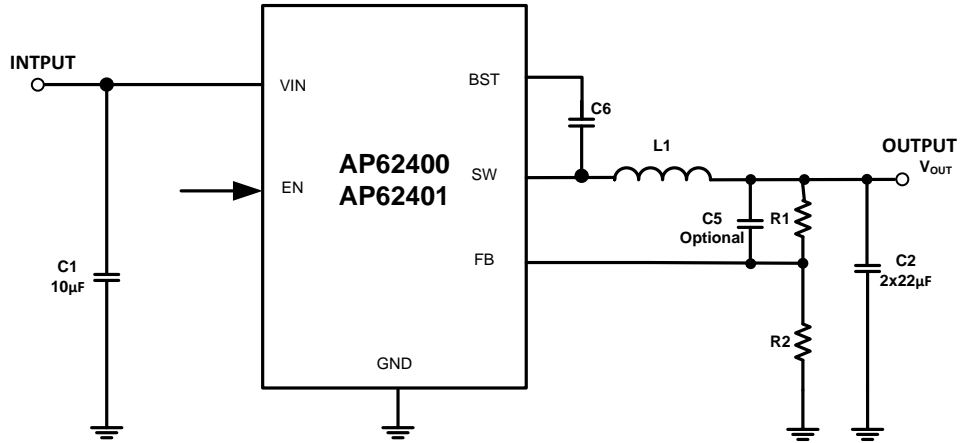 INTPUT
VIN
BST
C6
L1
OUTPUT
VOUT
AP62400
AP62401
EN
SW
C5
Optional
R1
FB
C1
10µF
C2
2x22µF
R2
GND